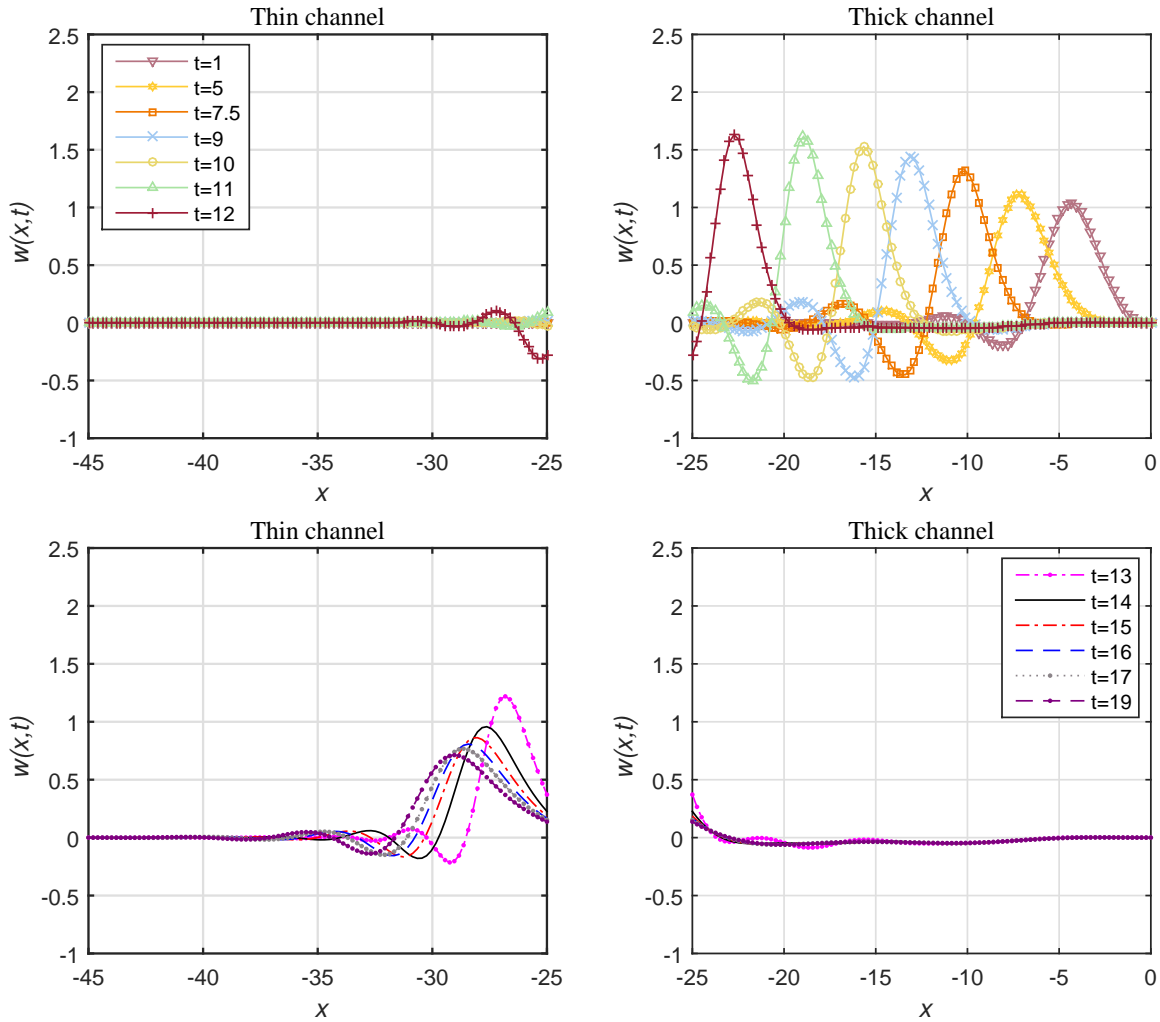 Thin channel
2.5
2
1.5
1
0.5
0
-0.5
-1
w(x,t)
t=1
t=5
t=7.5
t=9
t=10
t=11
t=12
-45
-40
-35
-30
-25
x
Thick channel
2.5
2
1.5
1
0.5
0
-0.5
-1
w(x,t)
-25
-20
-15
-10
-5
0
x
Thin channel
2.5
2
1.5
1
0.5
0
-0.5
-1
w(x,t)
-45
-40
-35
-30
-25
x
Thick channel
2.5
2
1.5
1
0.5
0
-0.5
-1
w(x,t)
t=13
t=14
t=15
t=16
t=17
t=19
-25
-20
-15
-10
-5
0
x